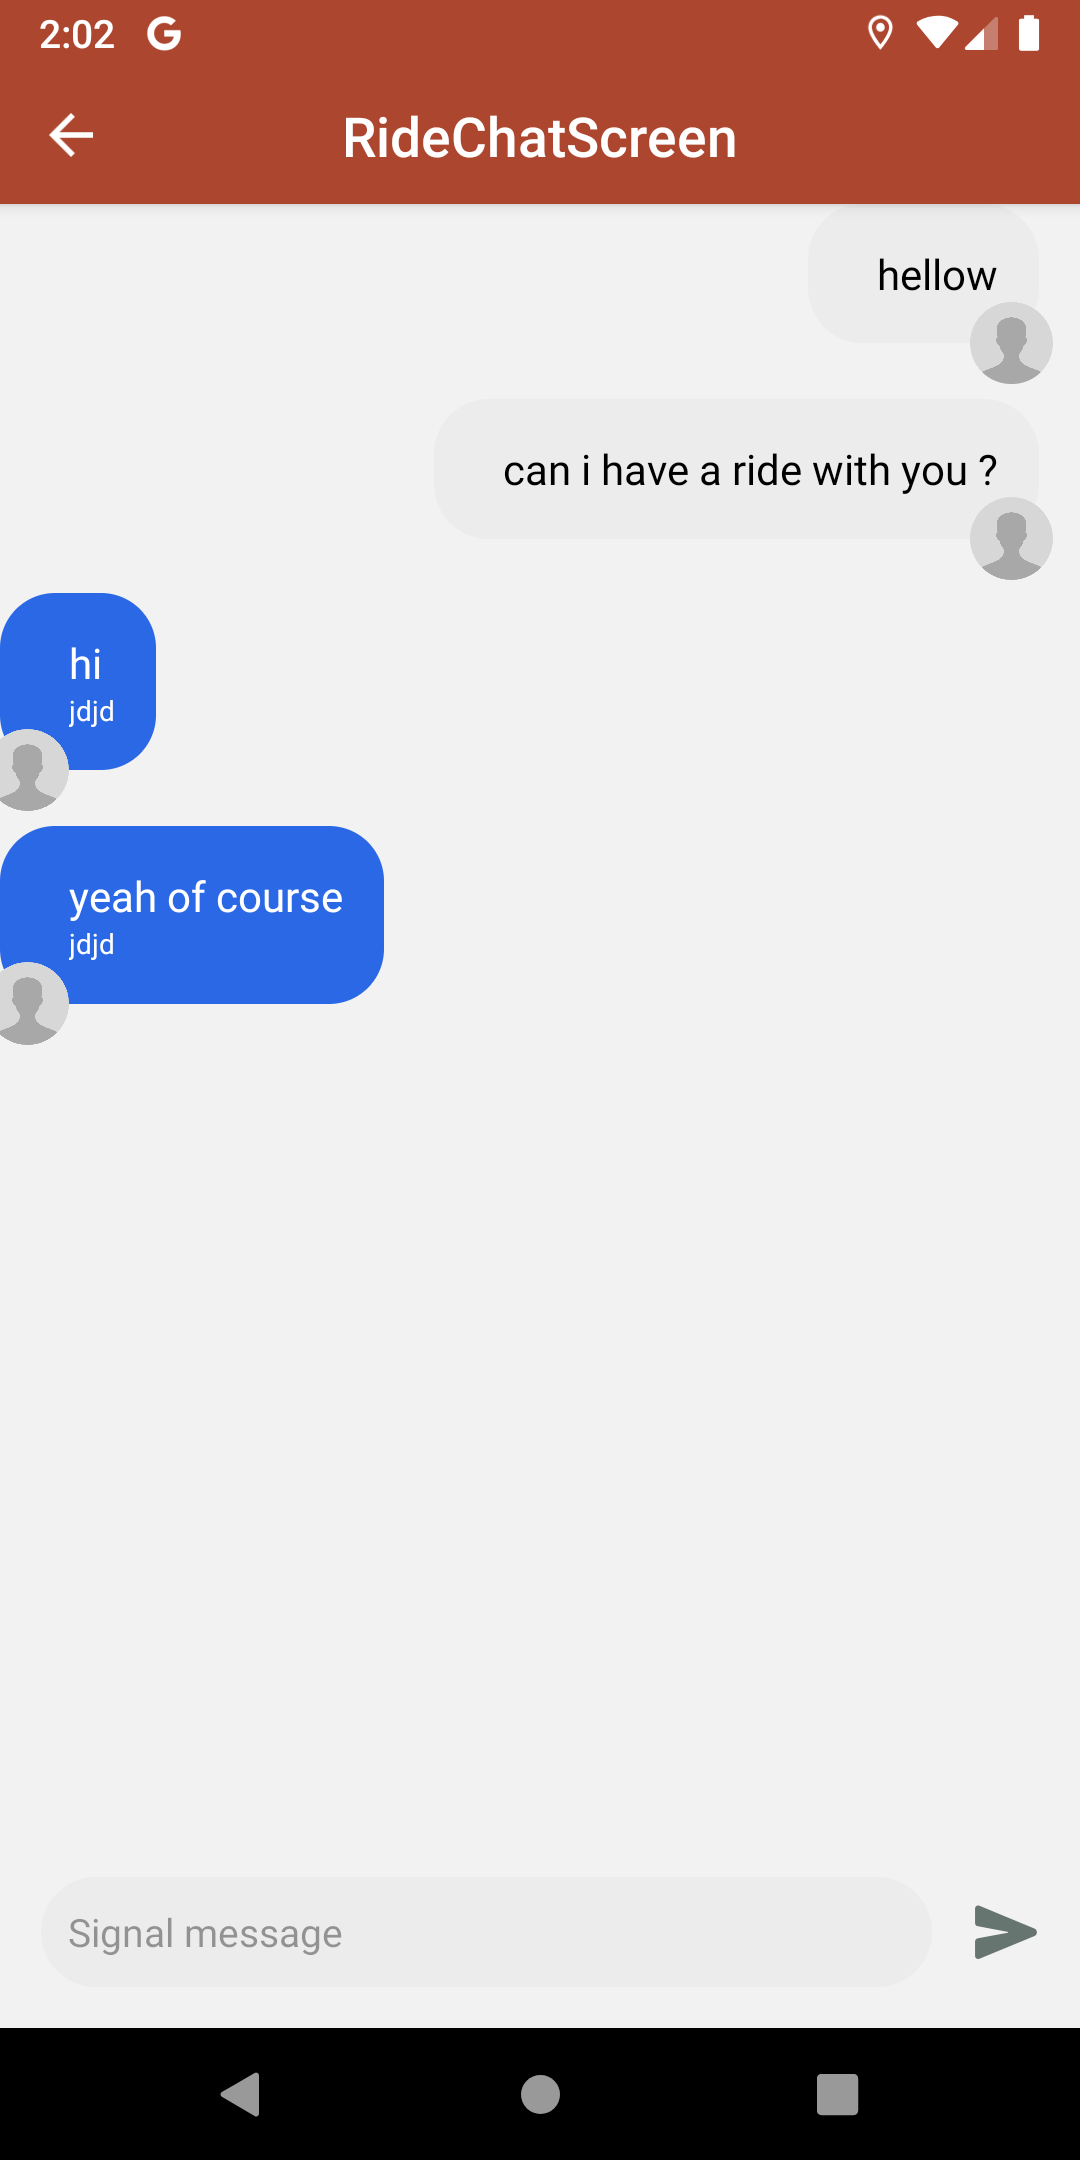 2:02 G
RideChatScreen
hellow
can i have a ride with you ?
hi
jdjd
yeah of course
jdjd
Signal message